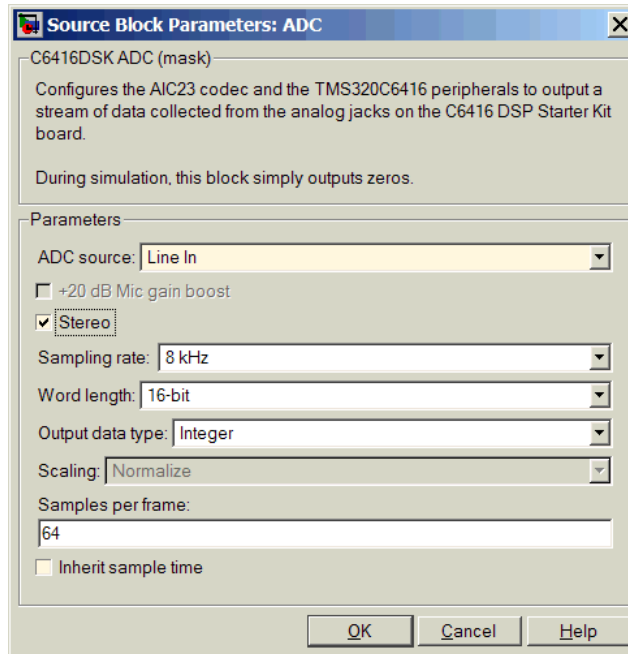 Source Block Parameters: ADC
C6416DSK ADC (mask)
Configures the AIC23 codec and the TMS320C6416 peripherals to output a
stream of data collected from the analog jacks on the C6416 DSP Starter Kit
board.
During simulation, this block simply outputs zeros.
Parameters
ADC source: Line In
+20 dB Mic gain boost
Stereo
Sampling rate: 8 kHz
Word length: 16-bit
Output data type: Integer
Scaling: Normalize
Samples per frame:
64
Inherit sample time
OK Cancel Help